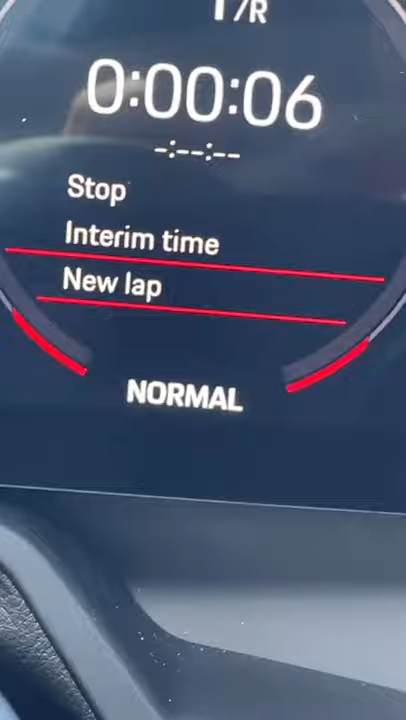 /R
0:00:06
-:--:--
Stop
Interim time
New lap
NORMAL